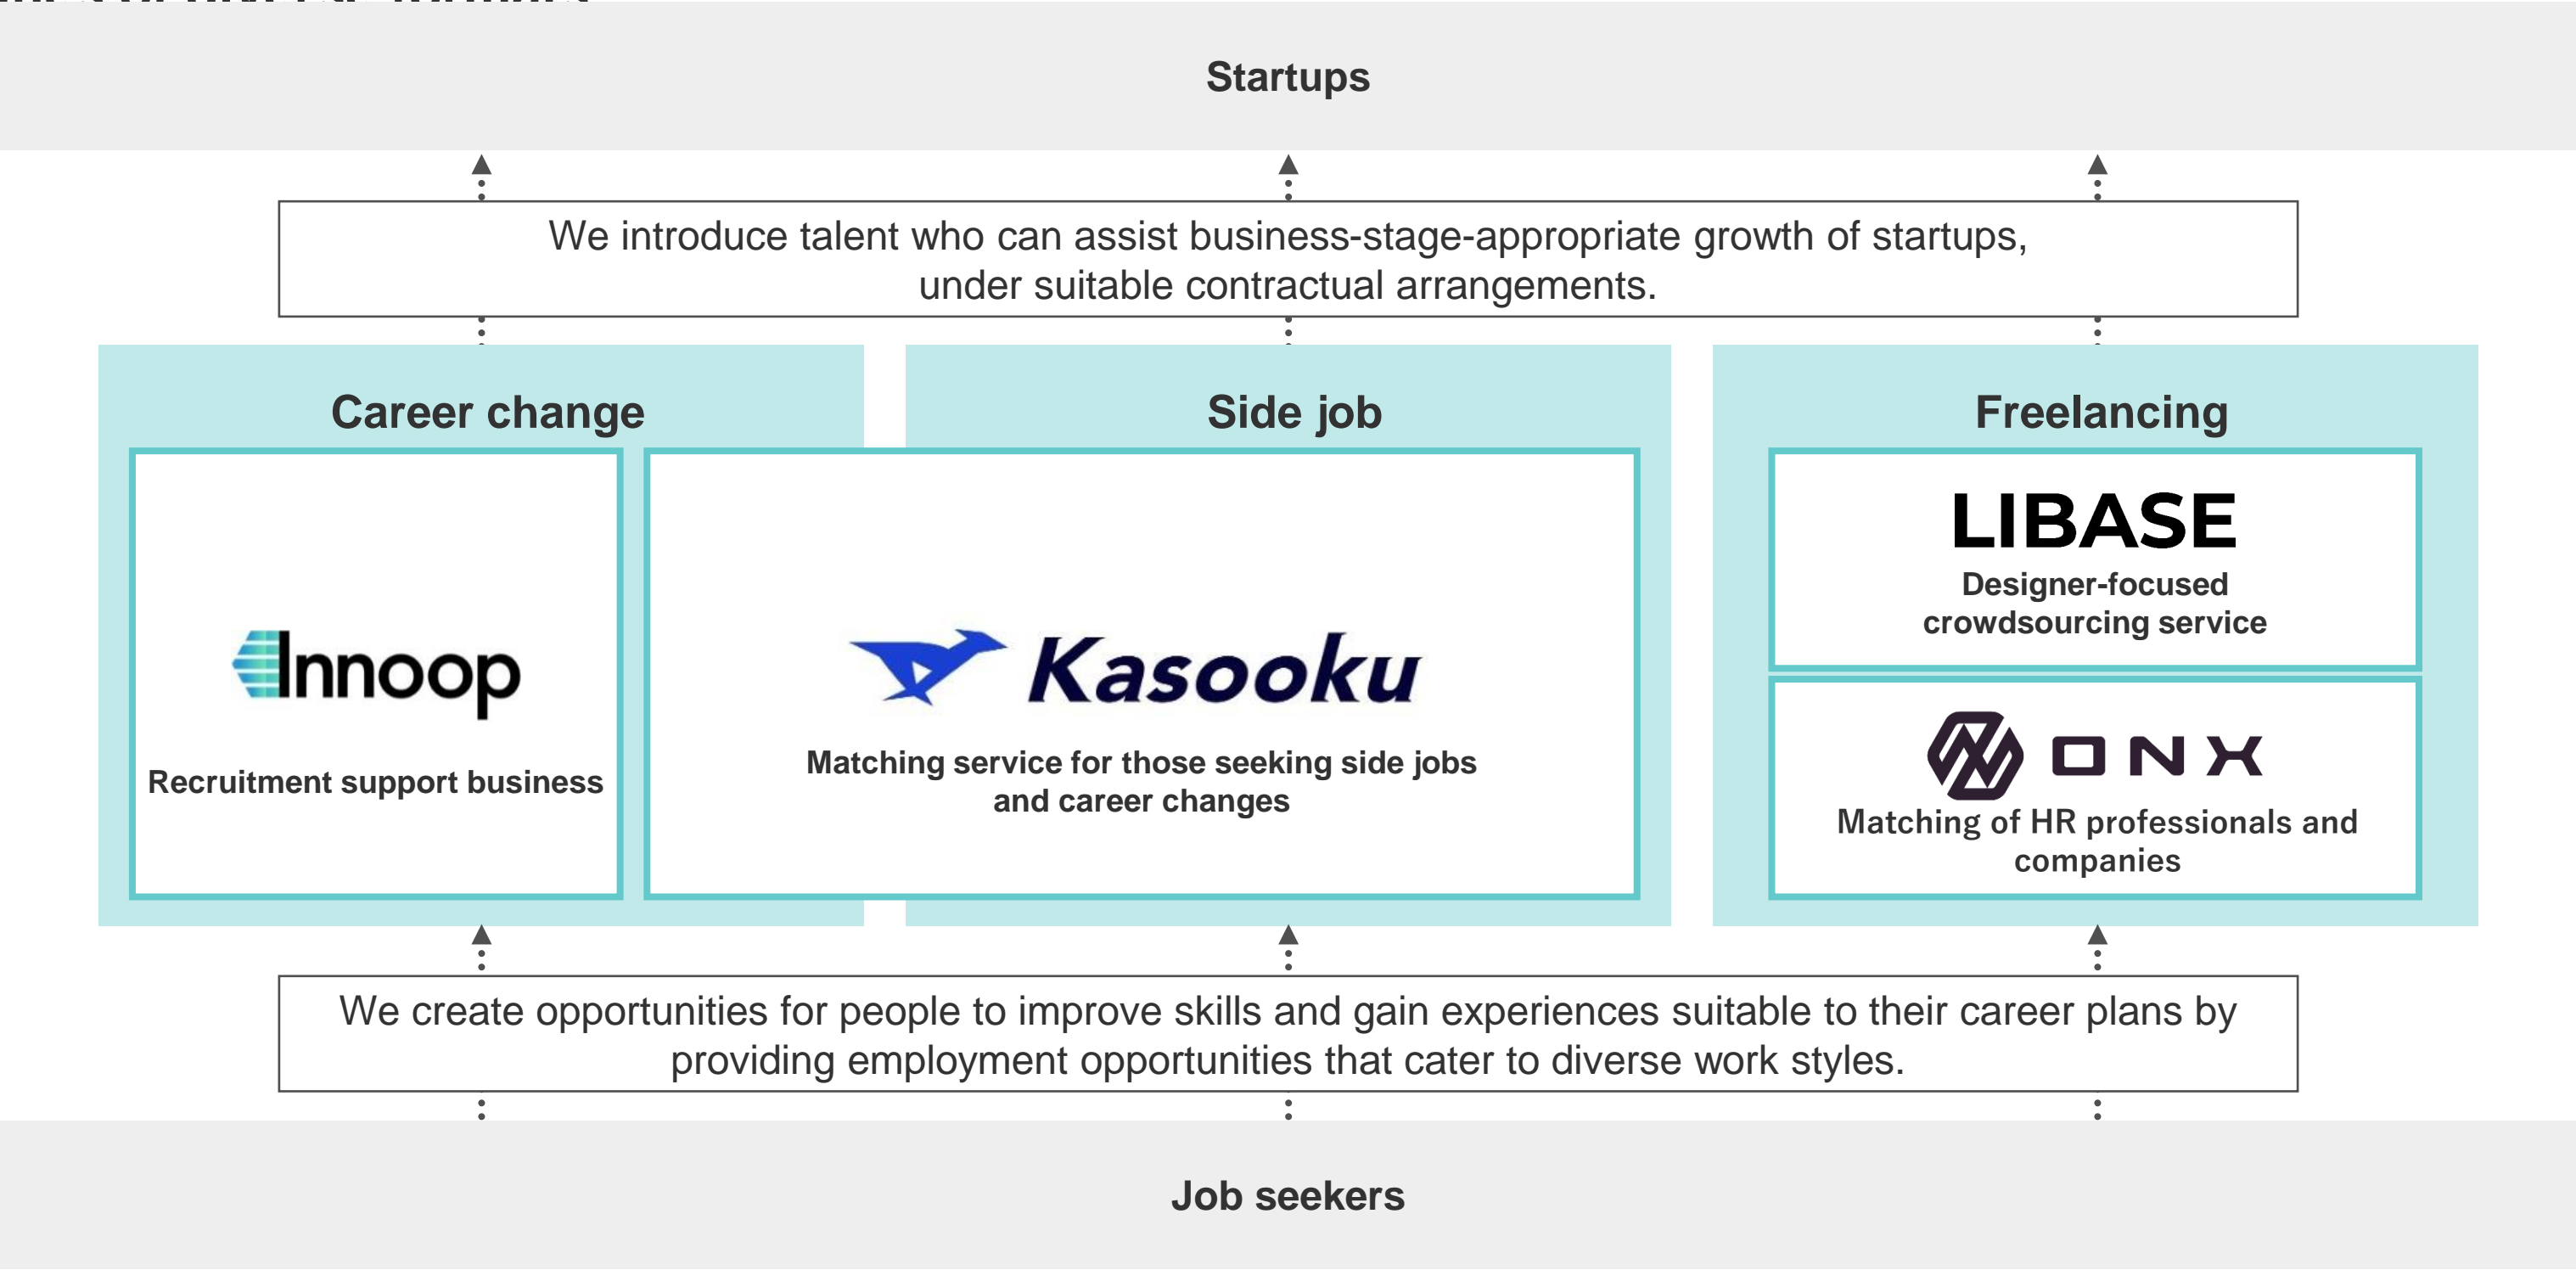 Startups
We introduce talent who can assist business-stage-appropriate growth of startups,
under suitable contractual arrangements.
Career change
Side job
Freelancing
Innoop
Recruitment support business
Kasooku
Matching service for those seeking side jobs
and career changes
LIBASE
Designer-focused
crowdsourcing service
ONX
Matching of HR professionals and
companies
We create opportunities for people to improve skills and gain experiences suitable to their career plans by
providing employment opportunities that cater to diverse work styles.
Job seekers